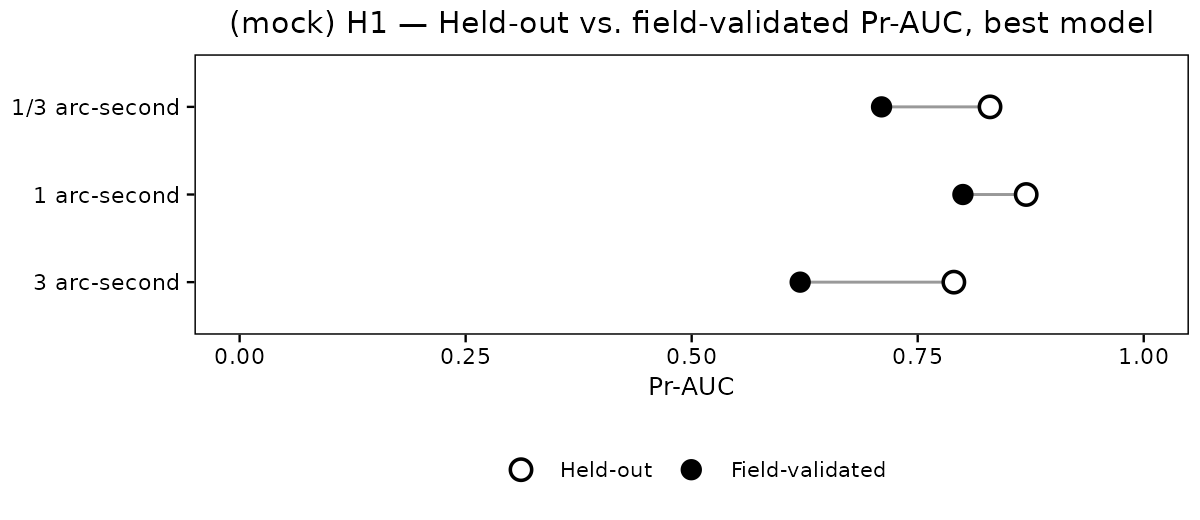 (mock) H1 — Held-out vs. field-validated Pr-AUC, best model
1/3 arc-second
1 arc-second
3 arc-second
0.00 0.25 0.50 0.75 1.00
Pr-AUC
Held-out Field-validated